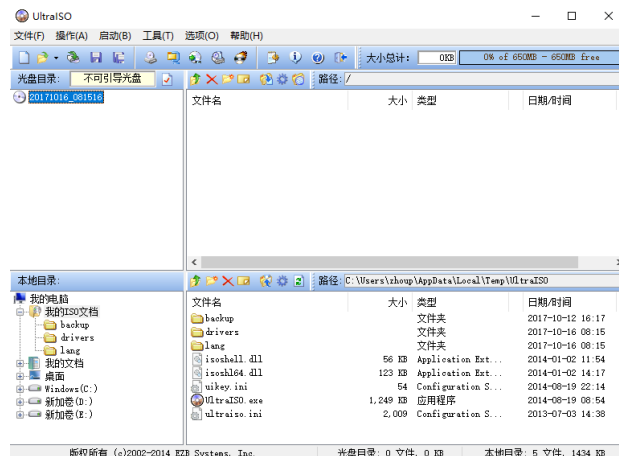 UltraISO
文件(F) 操作(A) 启动(B) 工具(T) 选项(O) 帮助(H)
大小总计: 0KB 0% of 650MB - 650MB free
光盘目录: 不可引导光盘 路径: /
20171016_081516
文件名 大小 类型 日期/时间
本地目录: 路径: C:\Users\zhoup\AppData\Local\Temp\UltraISO
我的电脑
我的ISO文档
backup
drivers
lang
我的文档
桌面
Windows(C:)
新加卷(D:)
新加卷(E:)
文件名 大小 类型 日期/时间
backup 文件夹 2017-10-12 16:17
drivers 文件夹 2017-10-16 08:15
lang 文件夹 2017-10-16 08:15
isoshell.dll 56 KB Application Ext... 2014-01-02 11:54
isoshl64.dll 123 KB Application Ext... 2014-01-02 14:17
uikey.ini 54 Configuration S... 2014-08-19 22:14
UltraISO.exe 1,249 KB 应用程序 2014-08-19 08:54
ultraiso.ini 2,009 Configuration S... 2013-07-03 14:38
版权所有 (c)2002-2014 EZB Systems, Inc. 光盘目录: 0 文件, 0 KB 本地目录: 5 文件, 1434 KB